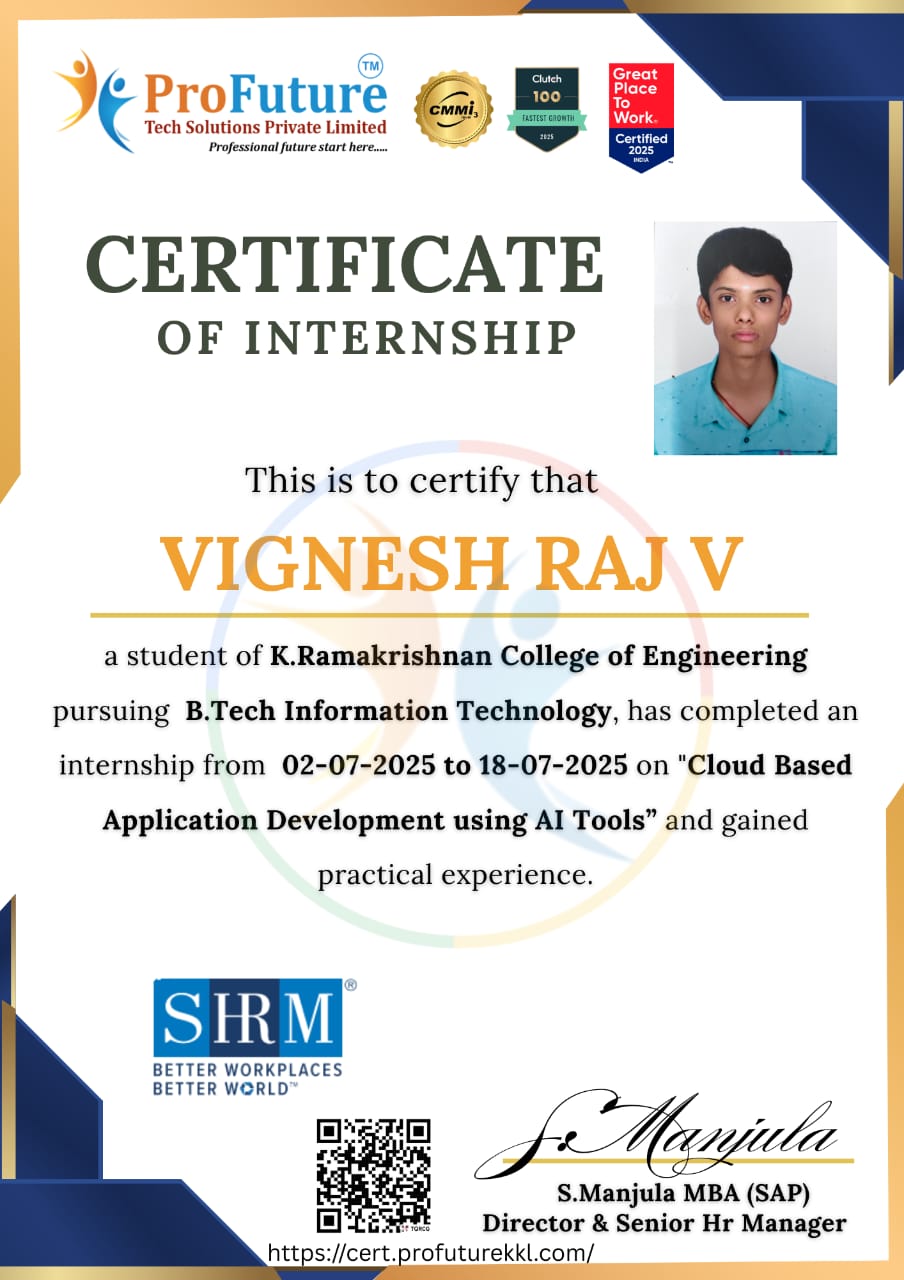 ProFuture TM
Tech Solutions Private Limited
Professional future start here.....
CMMi 3
Clutch
100
FASTEST GROWTH
2025
Great
Place
To
Work®
Certified
2025
INDIA
™
CERTIFICATE
OF INTERNSHIP
This is to certify that
VIGNESH RAJ V
a student of K.Ramakrishnan College of Engineering
pursuing B.Tech Information Technology, has completed an
internship from 02-07-2025 to 18-07-2025 on "Cloud Based
Application Development using AI Tools” and gained
practical experience.
SHRM®
BETTER WORKPLACES
BETTER WORLD™
S.Manjula
S.Manjula MBA (SAP)
Director & Senior Hr Manager
TQRCG
https://cert.profuturekkl.com/